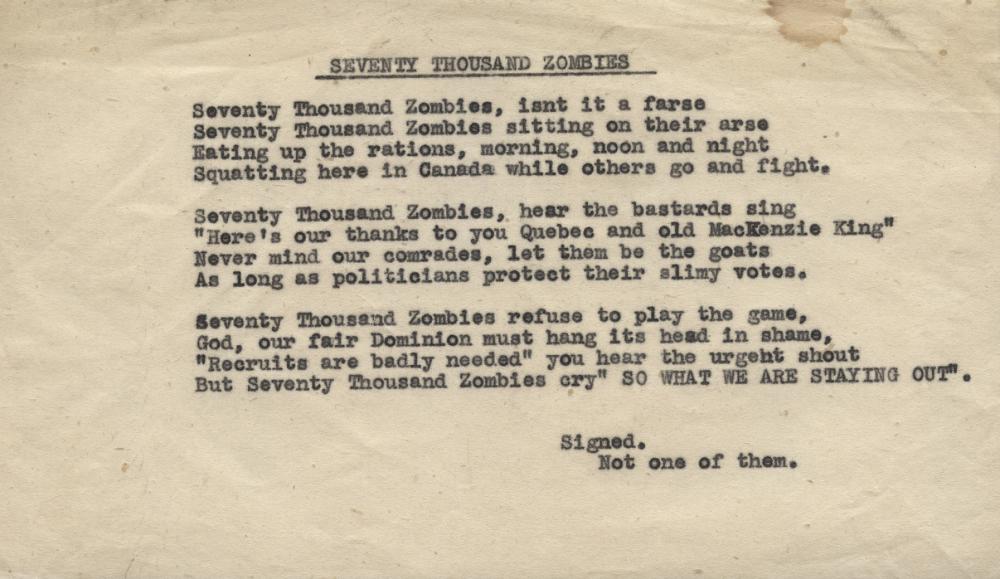 SEVENTY THOUSAND ZOMBIES
Seventy Thousand Zombies, isnt it a farse
Seventy Thousand Zombies sitting on their arse
Eating up the rations, morning, noon and night
Squatting here in Canada while others go and fight.
Seventy Thousand Zombies, hear the bastards sing
"Here's our thanks to you Quebec and old MacKenzie King"
Never mind our comrades, let them be the goats
As long as politicians protect their slimy votes.
Seventy Thousand Zombies refuse to play the game,
God, our fair Dominion must hang its head in shame,
"Recruits are badly needed" you hear the urgeht shout
But Seventy Thousand Zombies cry" SO WHAT WE ARE STAYING OUT".
Signed.
Not one of them.